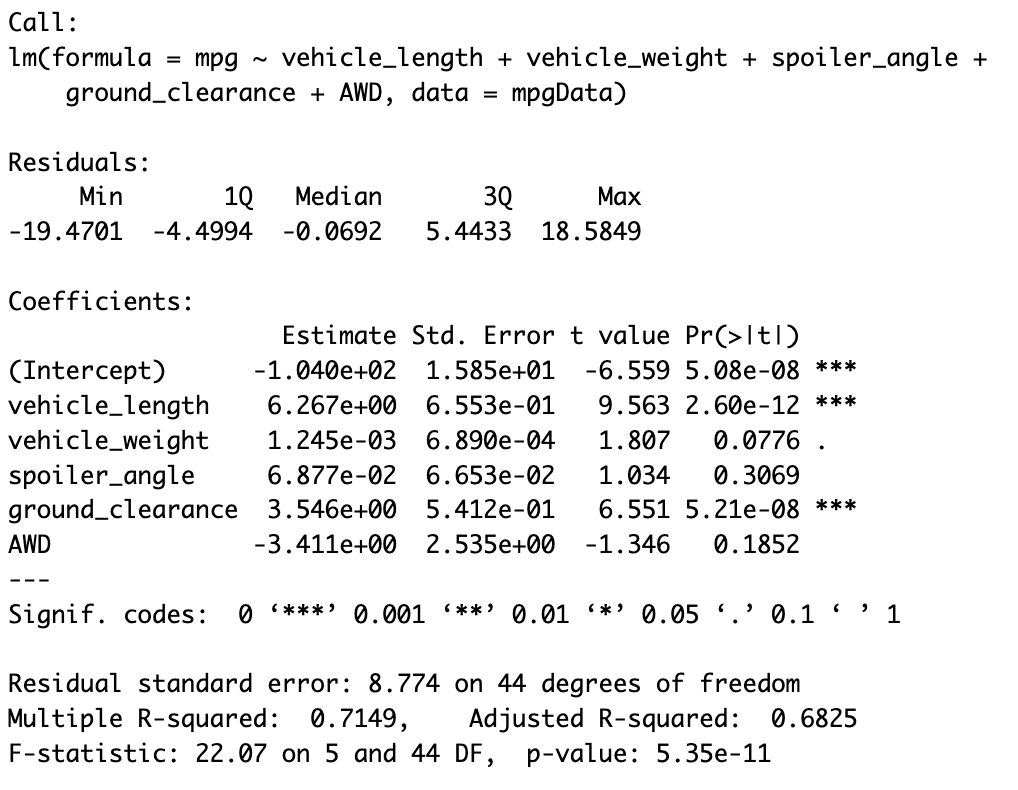 Call:
lm(formula = mpg ~ vehicle_length + vehicle_weight + spoiler_angle +
    ground_clearance + AWD, data = mpgData)

Residuals:
     Min       1Q   Median       3Q      Max
-19.4701  -4.4994  -0.0692   5.4433  18.5849

Coefficients:
                   Estimate Std. Error t value Pr(>|t|)
(Intercept)      -1.040e+02  1.585e+01  -6.559 5.08e-08 ***
vehicle_length    6.267e+00  6.553e-01   9.563 2.60e-12 ***
vehicle_weight    1.245e-03  6.890e-04   1.807   0.0776 .
spoiler_angle     6.877e-02  6.653e-02   1.034   0.3069
ground_clearance  3.546e+00  5.412e-01   6.551 5.21e-08 ***
AWD              -3.411e+00  2.535e+00  -1.346   0.1852
---
Signif. codes:  0 ‘***’ 0.001 ‘**’ 0.01 ‘*’ 0.05 ‘.’ 0.1 ‘ ’ 1

Residual standard error: 8.774 on 44 degrees of freedom
Multiple R-squared:  0.7149,    Adjusted R-squared:  0.6825
F-statistic: 22.07 on 5 and 44 DF,  p-value: 5.35e-11